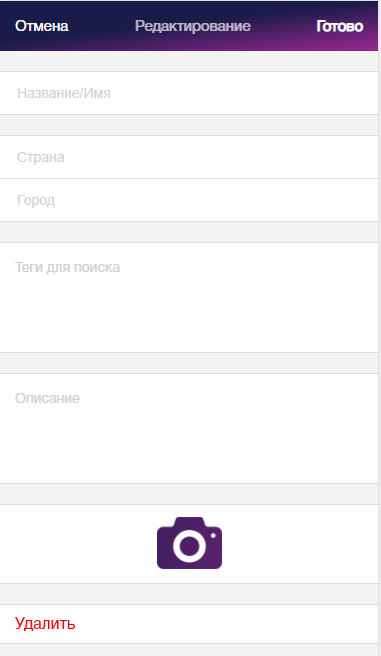 Отмена Редактирование Готово
Название/Имя
Страна
Город
Теги для поиска
Описание
Удалить